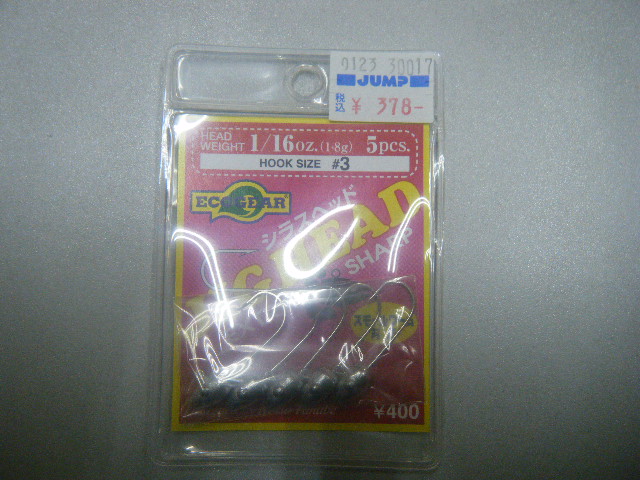 0123 30017
JUMP
税込 ¥ 378-
HEAD WEIGHT 1/16oz.(1.8g) 5pcs.
HOOK SIZE #3
ECOGEAR®
シラスヘッド
HEAD
SHARP
¥400